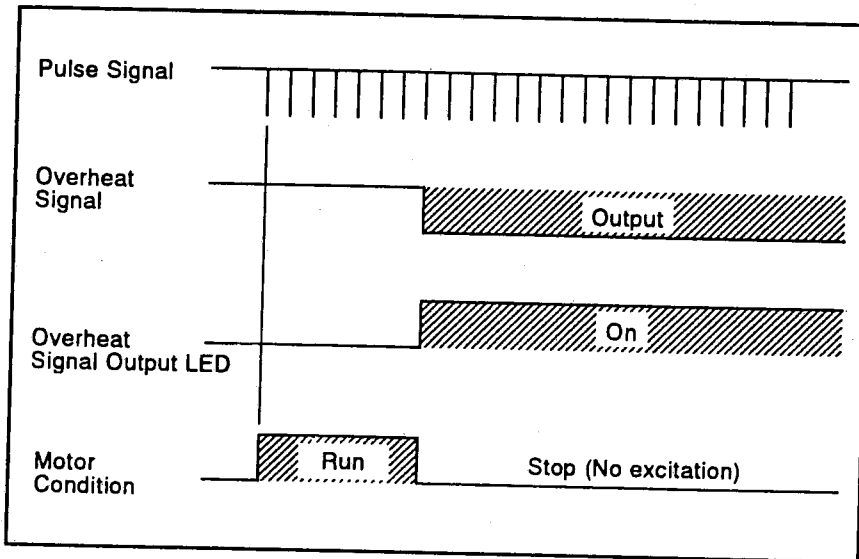 Pulse Signal
Overheat
Signal
Output
Overheat
Signal Output LED
On
Motor
Condition
Run
Stop (No excitation)